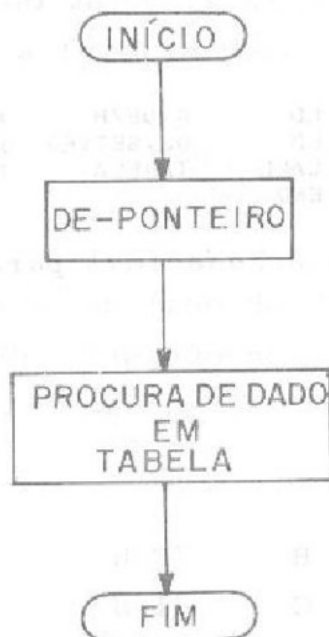 INÍCIO
DE-PONTEIRO
PROCURA DE DADO
EM
TABELA
FIM